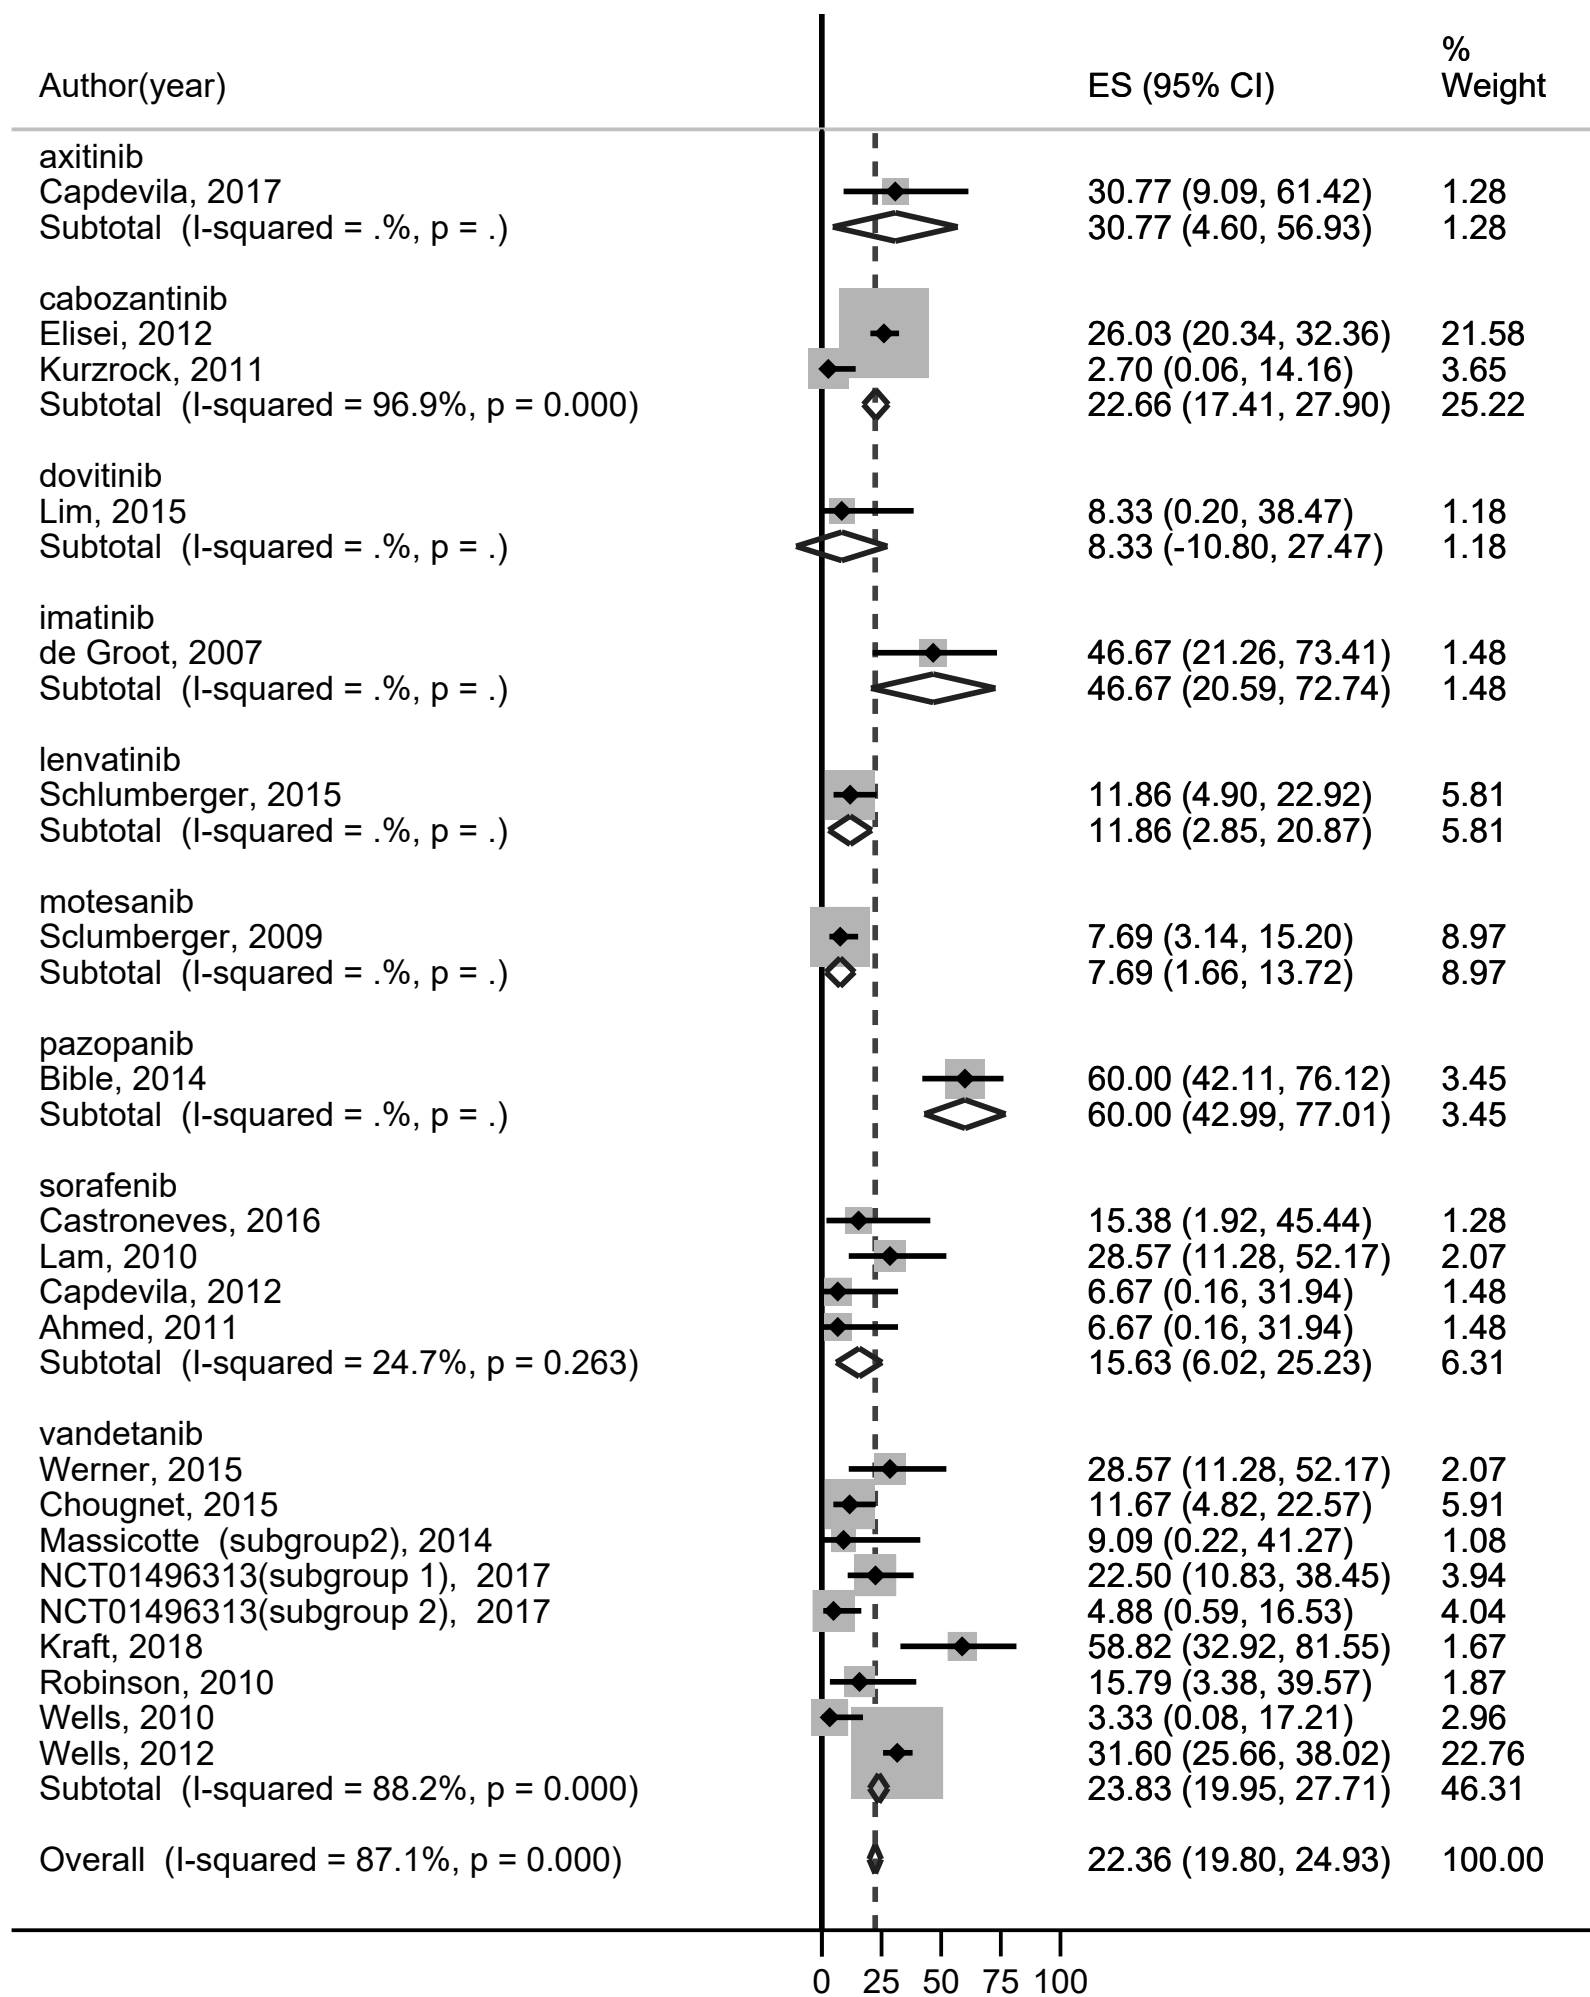 %
Author(year) ES (95% CI) Weight
axitinib
Capdevila, 2017 30.77 (9.09, 61.42) 1.28
Subtotal (I-squared = .%, p = .) 30.77 (4.60, 56.93) 1.28
cabozantinib
Elisei, 2012 26.03 (20.34, 32.36) 21.58
Kurzrock, 2011 2.70 (0.06, 14.16) 3.65
Subtotal (I-squared = 96.9%, p = 0.000) 22.66 (17.41, 27.90) 25.22
dovitinib
Lim, 2015 8.33 (0.20, 38.47) 1.18
Subtotal (I-squared = .%, p = .) 8.33 (-10.80, 27.47) 1.18
imatinib
de Groot, 2007 46.67 (21.26, 73.41) 1.48
Subtotal (I-squared = .%, p = .) 46.67 (20.59, 72.74) 1.48
lenvatinib
Schlumberger, 2015 11.86 (4.90, 22.92) 5.81
Subtotal (I-squared = .%, p = .) 11.86 (2.85, 20.87) 5.81
motesanib
Sclumberger, 2009 7.69 (3.14, 15.20) 8.97
Subtotal (I-squared = .%, p = .) 7.69 (1.66, 13.72) 8.97
pazopanib
Bible, 2014 60.00 (42.11, 76.12) 3.45
Subtotal (I-squared = .%, p = .) 60.00 (42.99, 77.01) 3.45
sorafenib
Castroneves, 2016 15.38 (1.92, 45.44) 1.28
Lam, 2010 28.57 (11.28, 52.17) 2.07
Capdevila, 2012 6.67 (0.16, 31.94) 1.48
Ahmed, 2011 6.67 (0.16, 31.94) 1.48
Subtotal (I-squared = 24.7%, p = 0.263) 15.63 (6.02, 25.23) 6.31
vandetanib
Werner, 2015 28.57 (11.28, 52.17) 2.07
Chougnet, 2015 11.67 (4.82, 22.57) 5.91
Massicotte (subgroup2), 2014 9.09 (0.22, 41.27) 1.08
NCT01496313(subgroup 1), 2017 22.50 (10.83, 38.45) 3.94
NCT01496313(subgroup 2), 2017 4.88 (0.59, 16.53) 4.04
Kraft, 2018 58.82 (32.92, 81.55) 1.67
Robinson, 2010 15.79 (3.38, 39.57) 1.87
Wells, 2010 3.33 (0.08, 17.21) 2.96
Wells, 2012 31.60 (25.66, 38.02) 22.76
Subtotal (I-squared = 88.2%, p = 0.000) 23.83 (19.95, 27.71) 46.31
Overall (I-squared = 87.1%, p = 0.000) 22.36 (19.80, 24.93) 100.00
0 25 50 75 100